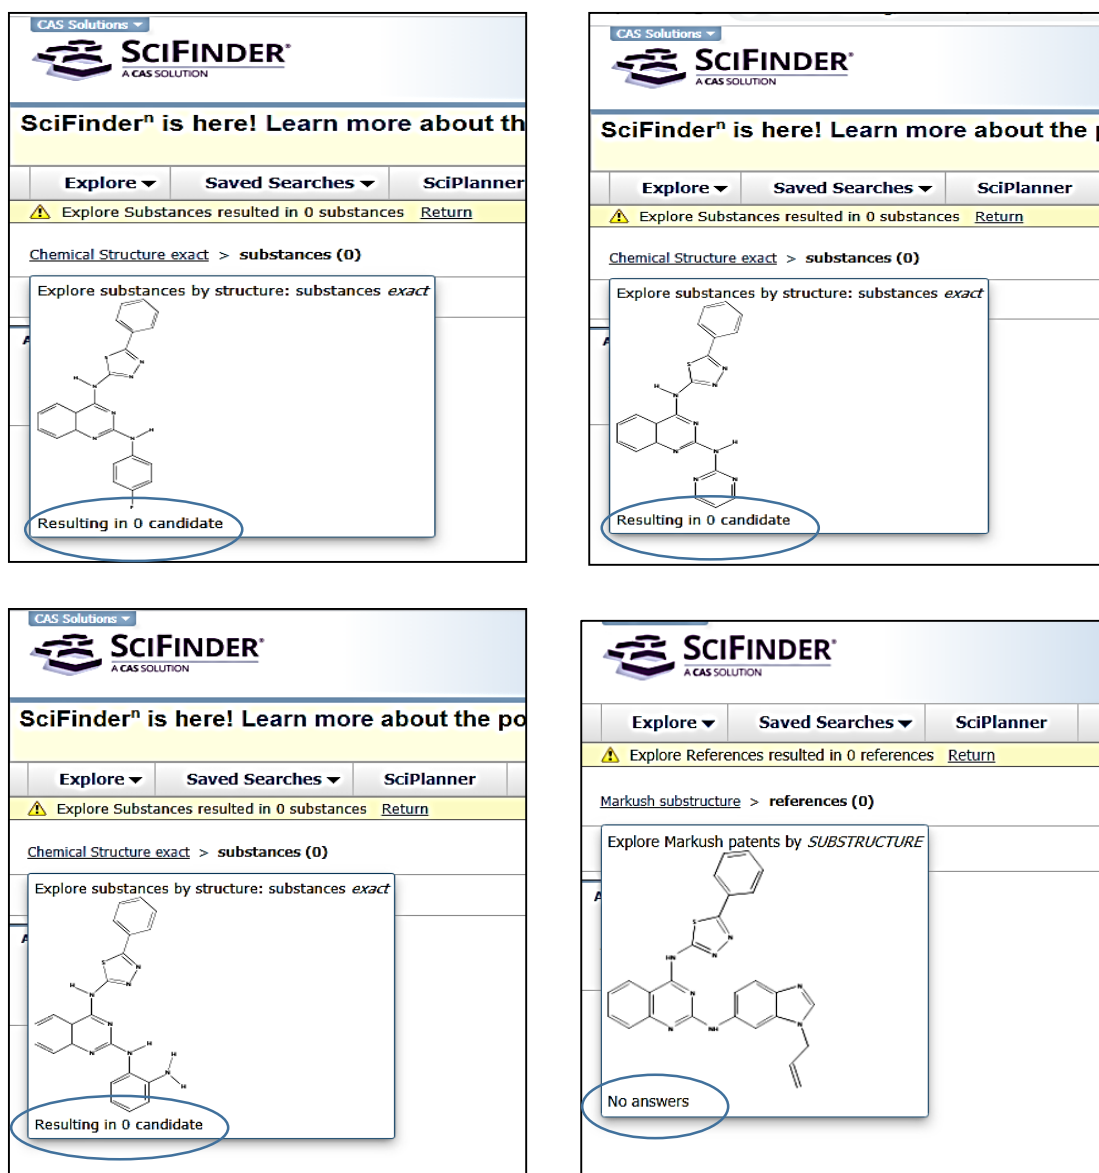 CAS Solutions
SCIFINDER®
A CAS SOLUTION
SciFinderⁿ is here! Learn more about th
Explore Saved Searches SciPlanner
Explore Substances resulted in 0 substances Return
Chemical Structure exact > substances (0)
Explore substances by structure: substances exact
S
N
N
H
N
N
N
H
N
F
Resulting in 0 candidate
CAS Solutions
SCIFINDER®
A CAS SOLUTION
SciFinderⁿ is here! Learn more about the p
Explore Saved Searches SciPlanner
Explore Substances resulted in 0 substances Return
Chemical Structure exact > substances (0)
Explore substances by structure: substances exact
S
N
N
H
N
N
H
N
N
N
N
Resulting in 0 candidate
CAS Solutions
SCIFINDER®
A CAS SOLUTION
SciFinderⁿ is here! Learn more about the po
Explore Saved Searches SciPlanner
Explore Substances resulted in 0 substances Return
Chemical Structure exact > substances (0)
Explore substances by structure: substances exact
S
N
N
H
N
N
H
N
N
H
N
H
Resulting in 0 candidate
SCIFINDER®
A CAS SOLUTION
Explore Saved Searches SciPlanner
Explore References resulted in 0 references Return
Markush substructure > references (0)
Explore Markush patents by SUBSTRUCTURE
S
N
N
HN
N
N
N
N
NH
No answers